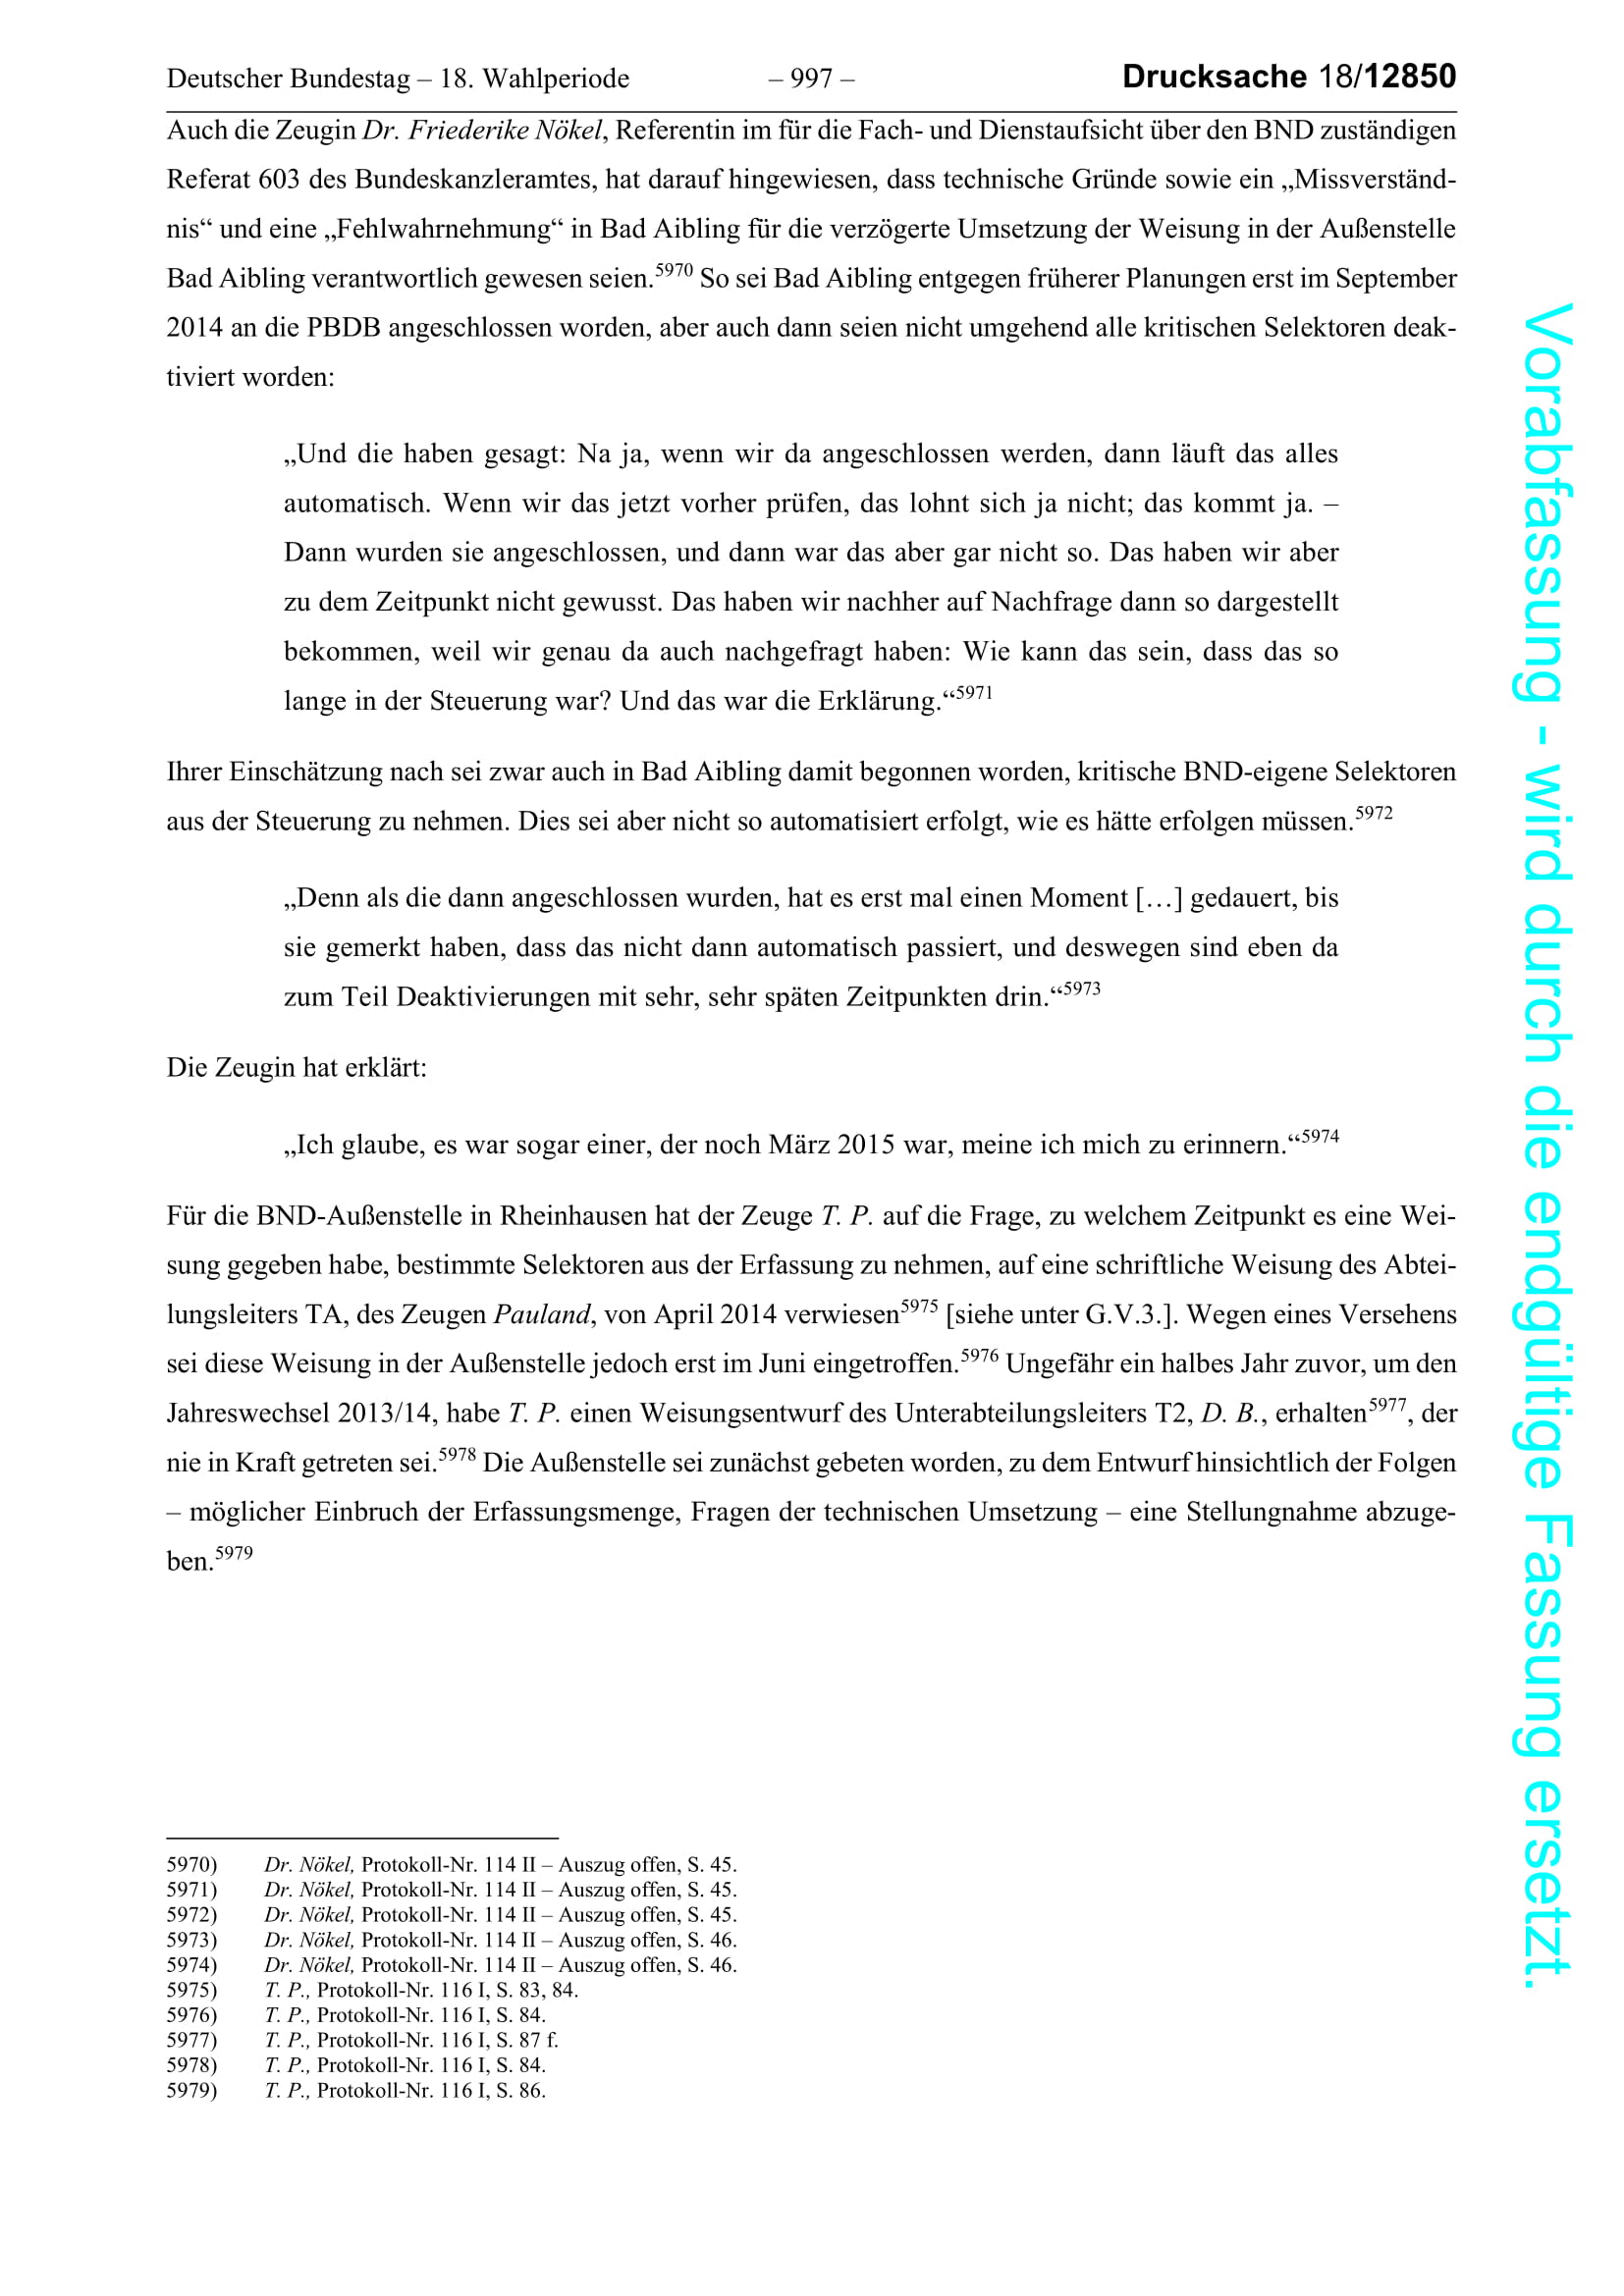 Deutscher Bundestag – 18. Wahlperiode – 997 – Drucksache 18/12850
Auch die Zeugin Dr. Friederike Nökel, Referentin im für die Fach- und Dienstaufsicht über den BND zuständigen
Referat 603 des Bundeskanzleramtes, hat darauf hingewiesen, dass technische Gründe sowie ein „Missverständ-
nis“ und eine „Fehlwahrnehmung“ in Bad Aibling für die verzögerte Umsetzung der Weisung in der Außenstelle
Bad Aibling verantwortlich gewesen seien.5970 So sei Bad Aibling entgegen früherer Planungen erst im September
2014 an die PBDB angeschlossen worden, aber auch dann seien nicht umgehend alle kritischen Selektoren deak-
tiviert worden:
„Und die haben gesagt: Na ja, wenn wir da angeschlossen werden, dann läuft das alles
automatisch. Wenn wir das jetzt vorher prüfen, das lohnt sich ja nicht; das kommt ja. –
Dann wurden sie angeschlossen, und dann war das aber gar nicht so. Das haben wir aber
zu dem Zeitpunkt nicht gewusst. Das haben wir nachher auf Nachfrage dann so dargestellt
bekommen, weil wir genau da auch nachgefragt haben: Wie kann das sein, dass das so
lange in der Steuerung war? Und das war die Erklärung.“5971
Ihrer Einschätzung nach sei zwar auch in Bad Aibling damit begonnen worden, kritische BND-eigene Selektoren
aus der Steuerung zu nehmen. Dies sei aber nicht so automatisiert erfolgt, wie es hätte erfolgen müssen.5972
„Denn als die dann angeschlossen wurden, hat es erst mal einen Moment […] gedauert, bis
sie gemerkt haben, dass das nicht dann automatisch passiert, und deswegen sind eben da
zum Teil Deaktivierungen mit sehr, sehr späten Zeitpunkten drin.“5973
Die Zeugin hat erklärt:
„Ich glaube, es war sogar einer, der noch März 2015 war, meine ich mich zu erinnern.“5974
Für die BND-Außenstelle in Rheinhausen hat der Zeuge T. P. auf die Frage, zu welchem Zeitpunkt es eine Wei-
sung gegeben habe, bestimmte Selektoren aus der Erfassung zu nehmen, auf eine schriftliche Weisung des Abtei-
lungsleiters TA, des Zeugen Pauland, von April 2014 verwiesen5975 [siehe unter G.V.3.]. Wegen eines Versehens
sei diese Weisung in der Außenstelle jedoch erst im Juni eingetroffen.5976 Ungefähr ein halbes Jahr zuvor, um den
Jahreswechsel 2013/14, habe T. P. einen Weisungsentwurf des Unterabteilungsleiters T2, D. B., erhalten5977, der
nie in Kraft getreten sei.5978 Die Außenstelle sei zunächst gebeten worden, zu dem Entwurf hinsichtlich der Folgen
– möglicher Einbruch der Erfassungsmenge, Fragen der technischen Umsetzung – eine Stellungnahme abzuge-
ben.5979
5970) Dr. Nökel, Protokoll-Nr. 114 II – Auszug offen, S. 45.
5971) Dr. Nökel, Protokoll-Nr. 114 II – Auszug offen, S. 45.
5972) Dr. Nökel, Protokoll-Nr. 114 II – Auszug offen, S. 45.
5973) Dr. Nökel, Protokoll-Nr. 114 II – Auszug offen, S. 46.
5974) Dr. Nökel, Protokoll-Nr. 114 II – Auszug offen, S. 46.
5975) T. P., Protokoll-Nr. 116 I, S. 83, 84.
5976) T. P., Protokoll-Nr. 116 I, S. 84.
5977) T. P., Protokoll-Nr. 116 I, S. 87 f.
5978) T. P., Protokoll-Nr. 116 I, S. 84.
5979) T. P., Protokoll-Nr. 116 I, S. 86.
Vorabfassung - wird durch die endgültige Fassung ersetzt.